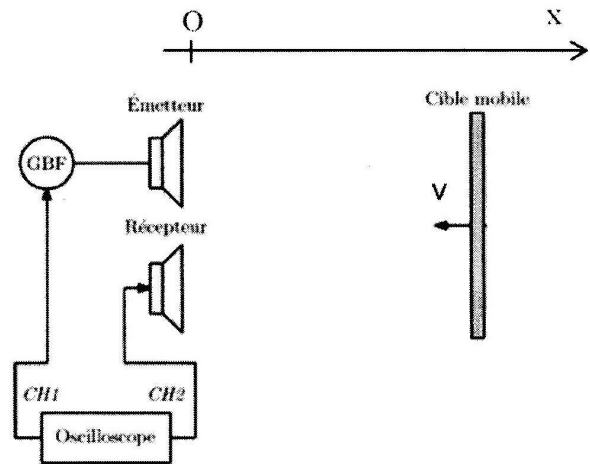 O X
Émetteur
Cible mobile
GBF
V
Récepteur
CH1 CH2
Oscilloscope